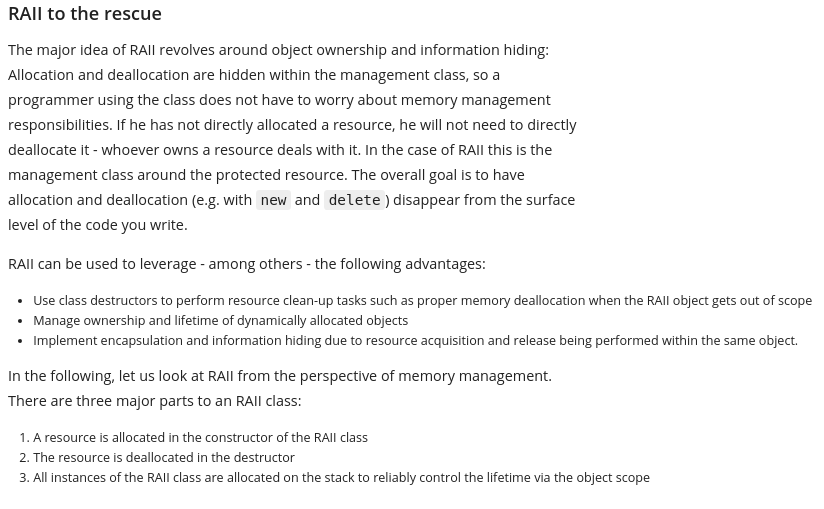 RAII to the rescue
The major idea of RAII revolves around object ownership and information hiding:
Allocation and deallocation are hidden within the management class, so a
programmer using the class does not have to worry about memory management
responsibilities. If he has not directly allocated a resource, he will not need to directly
deallocate it - whoever owns a resource deals with it. In the case of RAII this is the
management class around the protected resource. The overall goal is to have
allocation and deallocation (e.g. with new and delete) disappear from the surface
level of the code you write.
RAII can be used to leverage - among others - the following advantages:
• Use class destructors to perform resource clean-up tasks such as proper memory deallocation when the RAII object gets out of scope
• Manage ownership and lifetime of dynamically allocated objects
• Implement encapsulation and information hiding due to resource acquisition and release being performed within the same object.
In the following, let us look at RAII from the perspective of memory management.
There are three major parts to an RAII class:
1. A resource is allocated in the constructor of the RAII class
2. The resource is deallocated in the destructor
3. All instances of the RAII class are allocated on the stack to reliably control the lifetime via the object scope